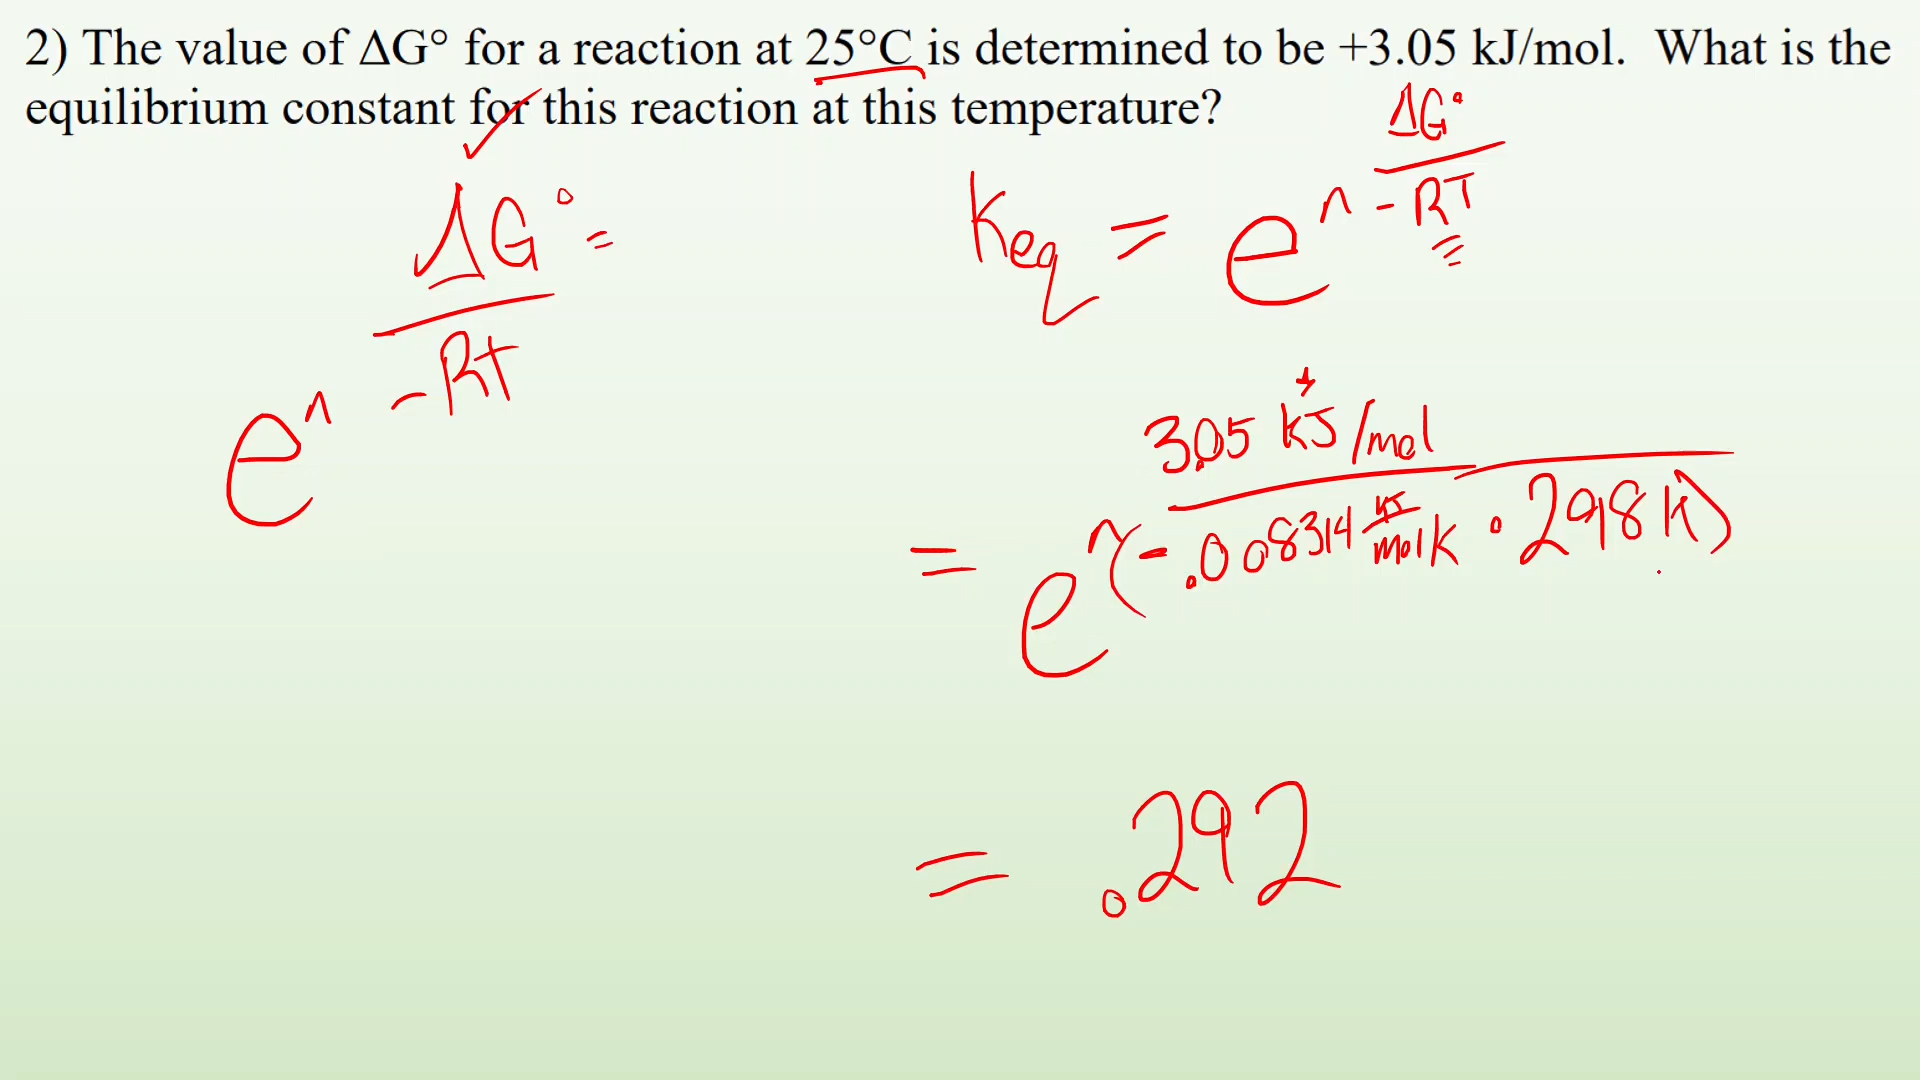 2) The value of ΔG° for a reaction at 25°C is determined to be +3.05 kJ/mol. What is the
equilibrium constant for this reaction at this temperature?
ΔG° =
-RT
e^
Keq = e^
ΔG°
-RT
3.05 kJ/mol
= e^(-.008314 kJ/mol K · 298 K)
= .292